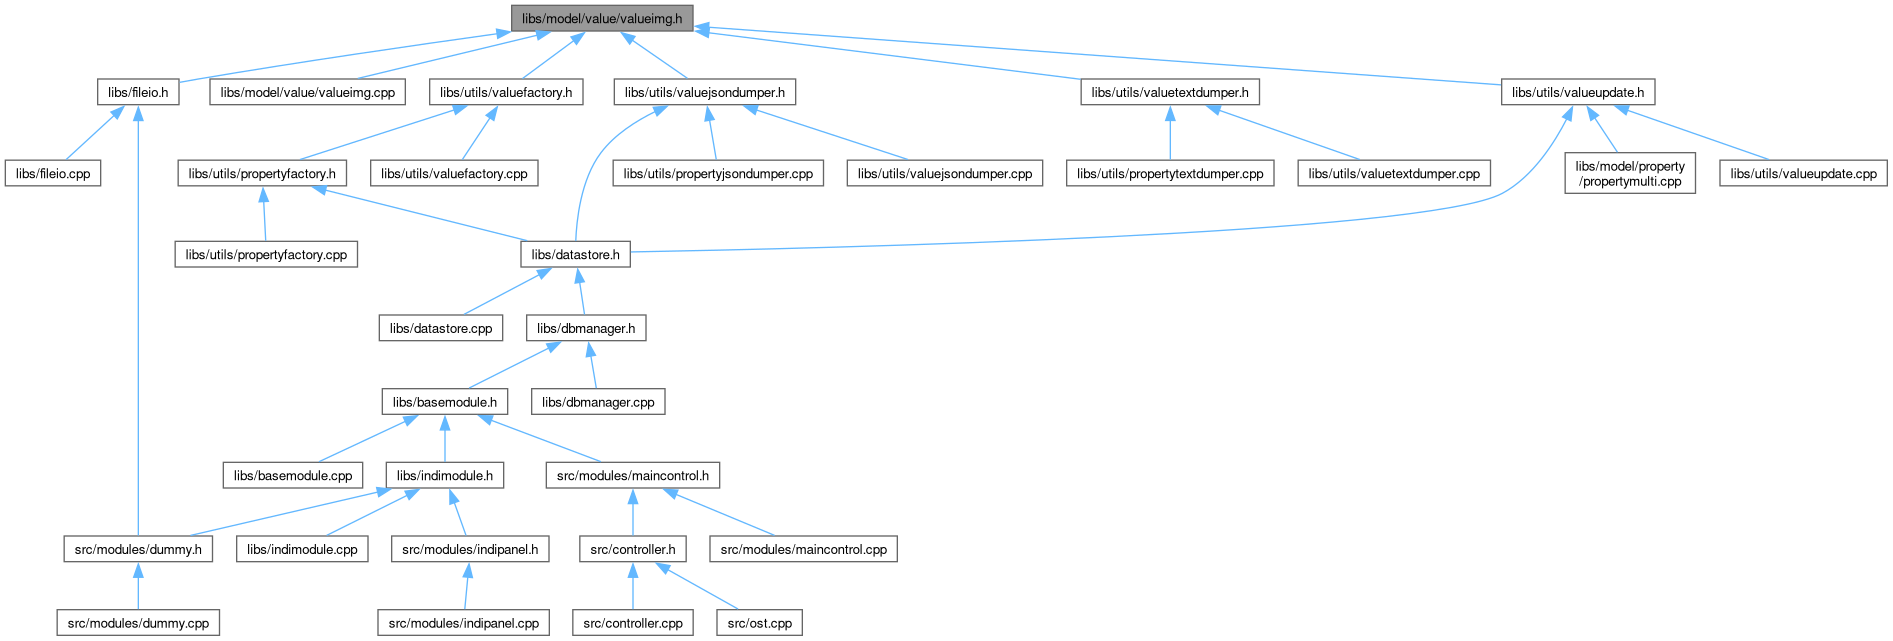 libs/model/value/valueimg.h
libs/fileio.h
libs/model/value/valueimg.cpp
libs/utils/valuefactory.h
libs/utils/valuejsondumper.h
libs/utils/valuetextdumper.h
libs/utils/valueupdate.h
libs/fileio.cpp
libs/utils/propertyfactory.h
libs/utils/valuefactory.cpp
libs/utils/propertyjsondumper.cpp
libs/utils/valuejsondumper.cpp
libs/utils/propertytextdumper.cpp
libs/utils/valuetextdumper.cpp
libs/model/property
/propertymulti.cpp
libs/utils/valueupdate.cpp
libs/utils/propertyfactory.cpp
libs/datastore.h
libs/datastore.cpp
libs/dbmanager.h
libs/basemodule.h
libs/dbmanager.cpp
libs/basemodule.cpp
libs/indimodule.h
src/modules/maincontrol.h
src/modules/dummy.h
libs/indimodule.cpp
src/modules/indipanel.h
src/controller.h
src/modules/maincontrol.cpp
src/modules/dummy.cpp
src/modules/indipanel.cpp
src/controller.cpp
src/ost.cpp